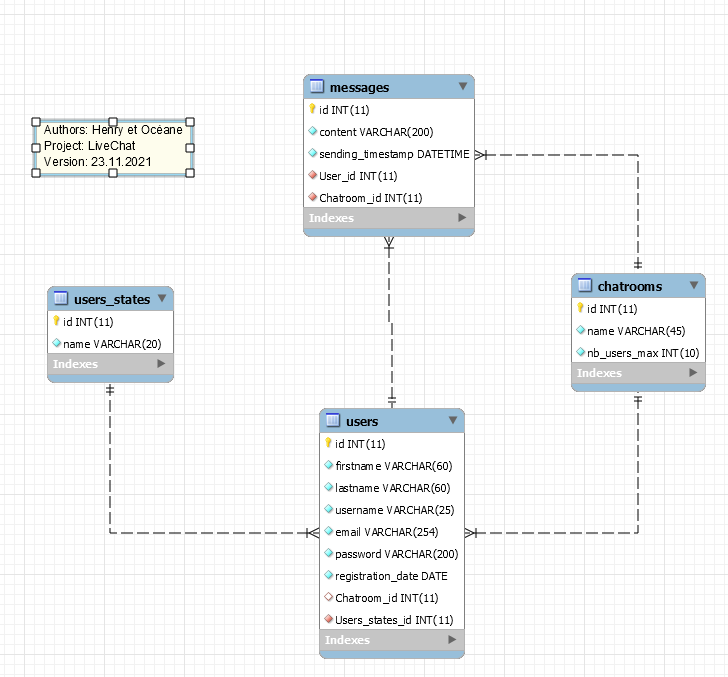 messages
id INT(11)
content VARCHAR(200)
sending_timestamp DATETIME
User_id INT(11)
Chatroom_id INT(11)
Indexes
Authors: Henry et Océane
Project: LiveChat
Version: 23.11.2021
users_states
id INT(11)
name VARCHAR(20)
Indexes
chatrooms
id INT(11)
name VARCHAR(45)
nb_users_max INT(10)
Indexes
users
id INT(11)
firstname VARCHAR(60)
lastname VARCHAR(60)
username VARCHAR(25)
email VARCHAR(254)
password VARCHAR(200)
registration_date DATE
Chatroom_id INT(11)
Users_states_id INT(11)
Indexes